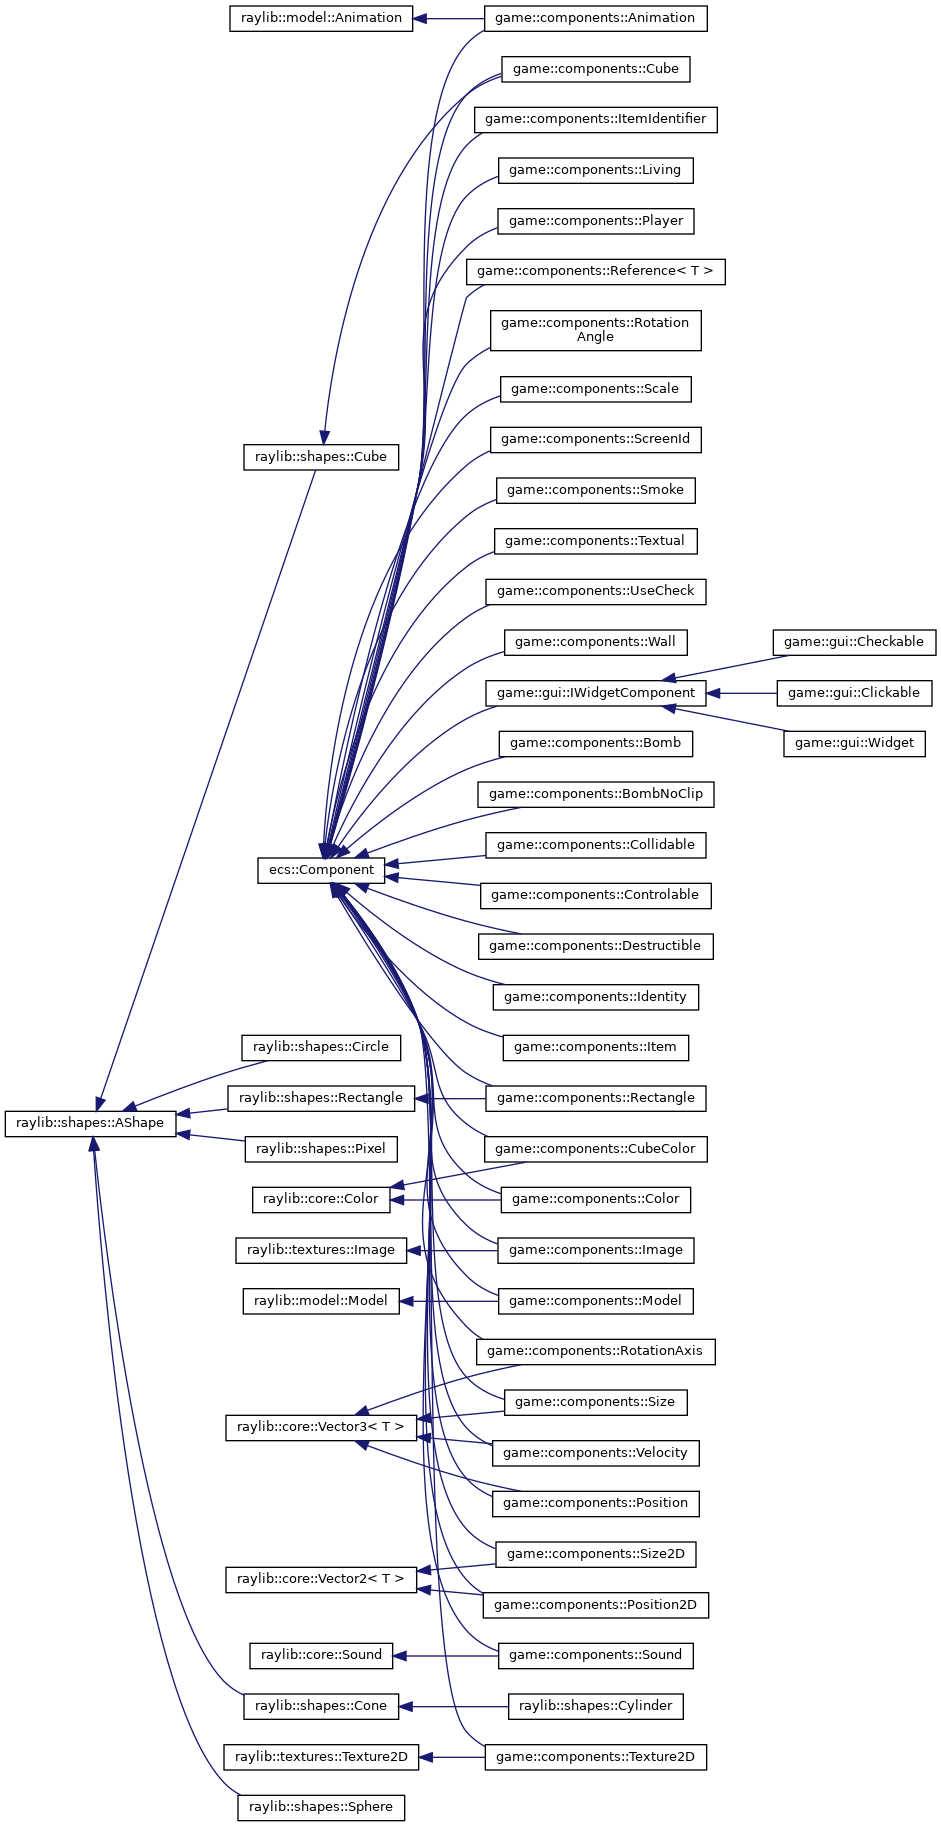 raylib::model::Animation
game::components::Animation
game::components::Cube
game::components::ItemIdentifier
game::components::Living
game::components::Player
game::components::Reference< T >
game::components::Rotation
Angle
game::components::Scale
game::components::ScreenId
raylib::shapes::Cube
game::components::Smoke
game::components::Textual
game::components::UseCheck
game::components::Wall
game::gui::Checkable
game::gui::IWidgetComponent
game::gui::Clickable
game::components::Bomb
game::gui::Widget
game::components::BombNoClip
game::components::Collidable
ecs::Component
game::components::Controlable
game::components::Destructible
game::components::Identity
raylib::shapes::Circle
game::components::Item
raylib::shapes::Rectangle
game::components::Rectangle
raylib::shapes::AShape
raylib::shapes::Pixel
game::components::CubeColor
raylib::core::Color
game::components::Color
raylib::textures::Image
game::components::Image
raylib::model::Model
game::components::Model
game::components::RotationAxis
game::components::Size
raylib::core::Vector3< T >
game::components::Velocity
game::components::Position
game::components::Size2D
raylib::core::Vector2< T >
game::components::Position2D
raylib::core::Sound
game::components::Sound
raylib::shapes::Cone
raylib::shapes::Cylinder
raylib::textures::Texture2D
game::components::Texture2D
raylib::shapes::Sphere